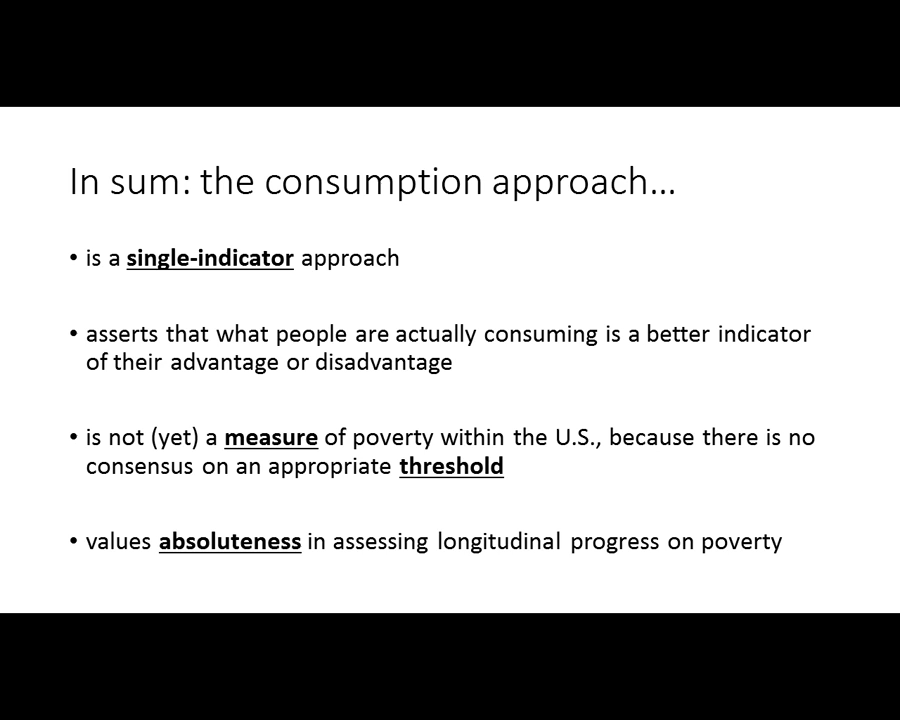 In sum: the consumption approach…
• is a single-indicator approach
• asserts that what people are actually consuming is a better indicator
of their advantage or disadvantage
• is not (yet) a measure of poverty within the U.S., because there is no
consensus on an appropriate threshold
• values absoluteness in assessing longitudinal progress on poverty